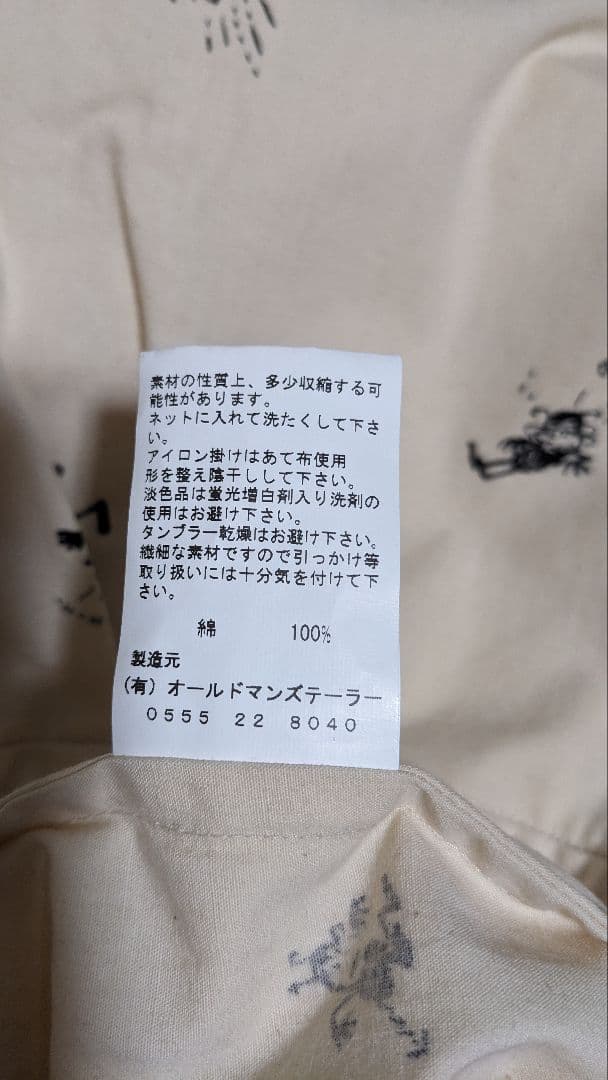 素材の性質上、多少収縮する可
能性があります。
ネットに入れて洗たくして下さ
い。
アイロン掛けはあて布使用
形を整え陰干しして下さい。
淡色品は蛍光増白剤入り洗剤の
使用はお避け下さい。
タンブラー乾燥はお避け下さい。
繊細な素材ですので引っかけ等
取り扱いには十分気を付けて下
さい。
綿 100%
製造元
(有) オールドマンズテーラー
0555 22 8040